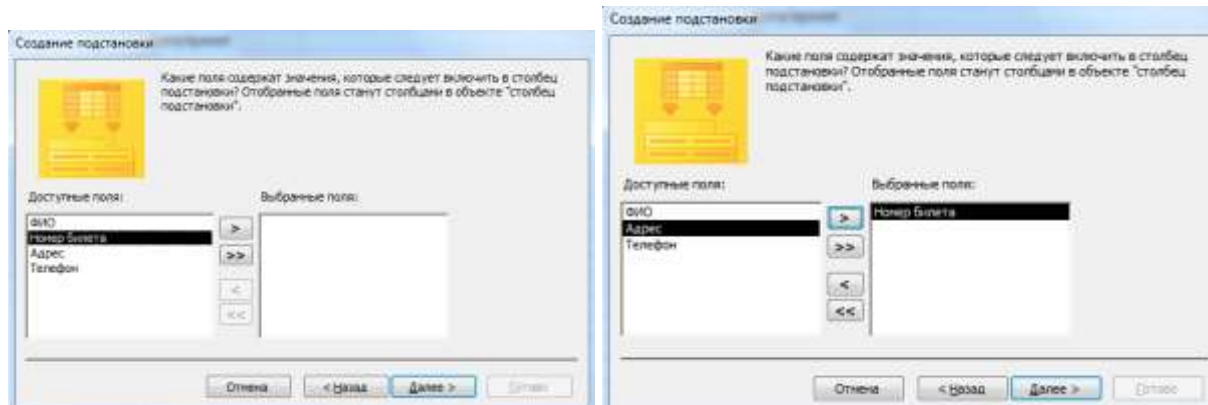 Создание подстановки
Какие поля содержат значения, которые следует включить в столбец
подстановки? Отобранные поля станут столбцами в объекте "столбец
подстановки".
Доступные поля:
Выбранные поля:
ФИО
Номер билета
Адрес
Телефон
>
>>
<
<<
Отмена
< Назад
Далее >
Готово
Создание подстановки
Какие поля содержат значения, которые следует включить в столбец
подстановки? Отобранные поля станут столбцами в объекте "столбец
подстановки".
Доступные поля:
Выбранные поля:
ФИО
Адрес
Телефон
>
>>
<
<<
Номер билета
Отмена
< Назад
Далее >
Готово